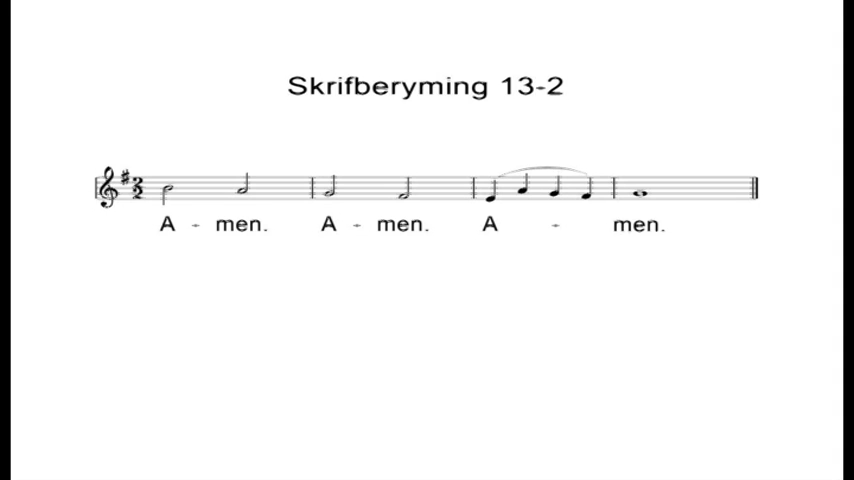 Skrifberyming 13-2
A - men. A - men. A - men.